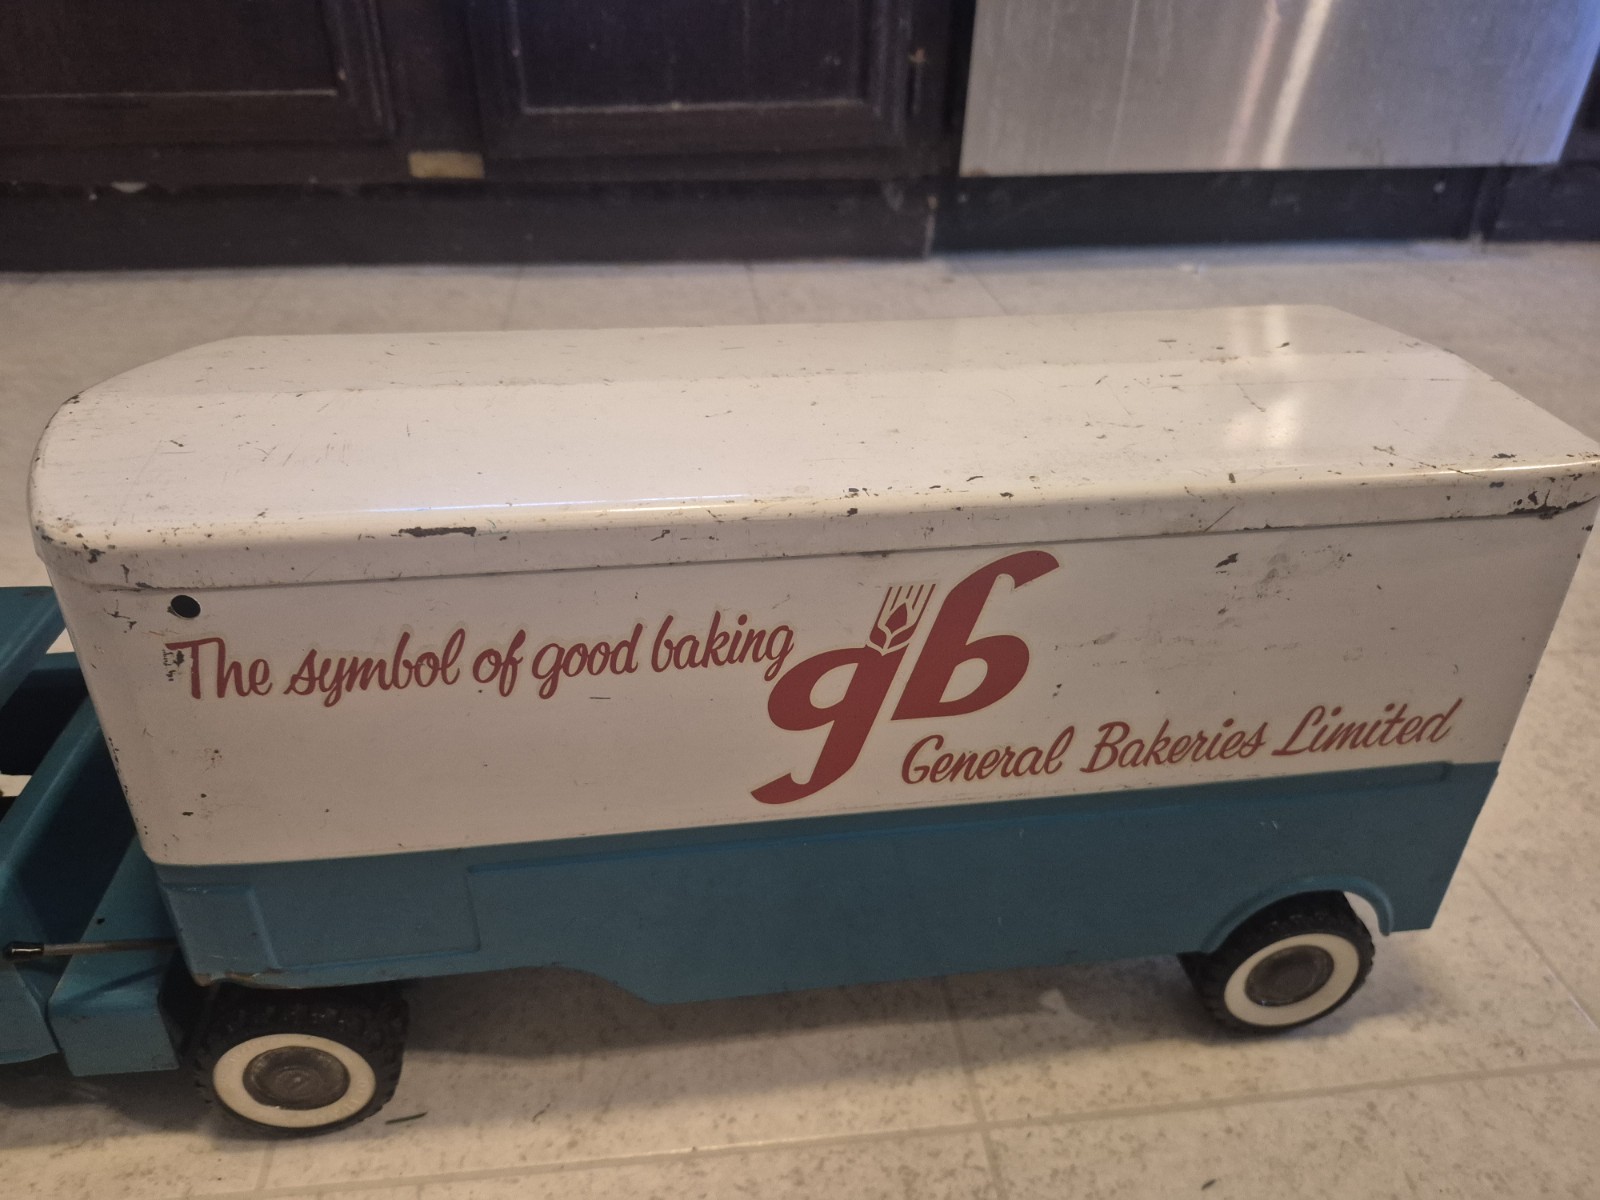 The symbol of good baking
gb
General Bakeries Limited